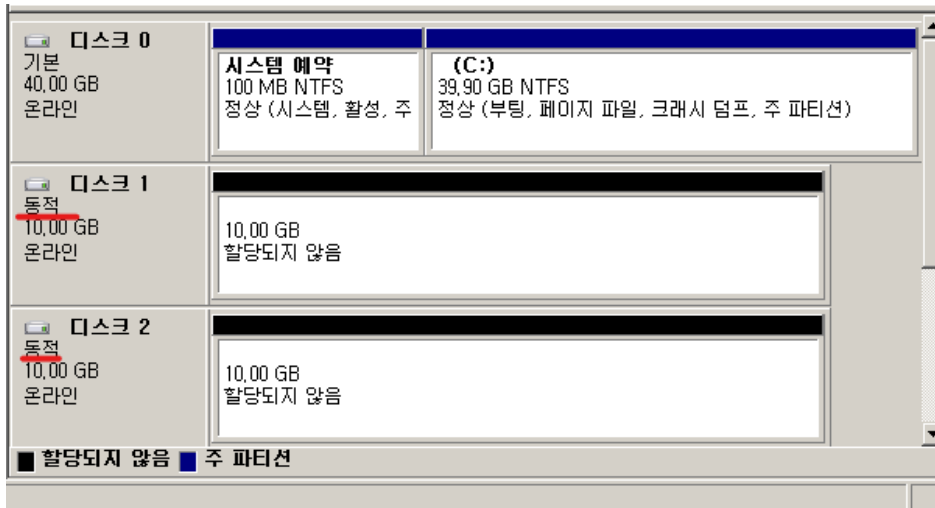 디스크 0
기본
40,00 GB
온라인
시스템 예약
100 MB NTFS
정상 (시스템, 활성, 주
(C:)
39,90 GB NTFS
정상 (부팅, 페이지 파일, 크래시 덤프, 주 파티션)
디스크 1
동적
10,00 GB
온라인
10,00 GB
할당되지 않음
디스크 2
동적
10,00 GB
온라인
10,00 GB
할당되지 않음
할당되지 않음 주 파티션